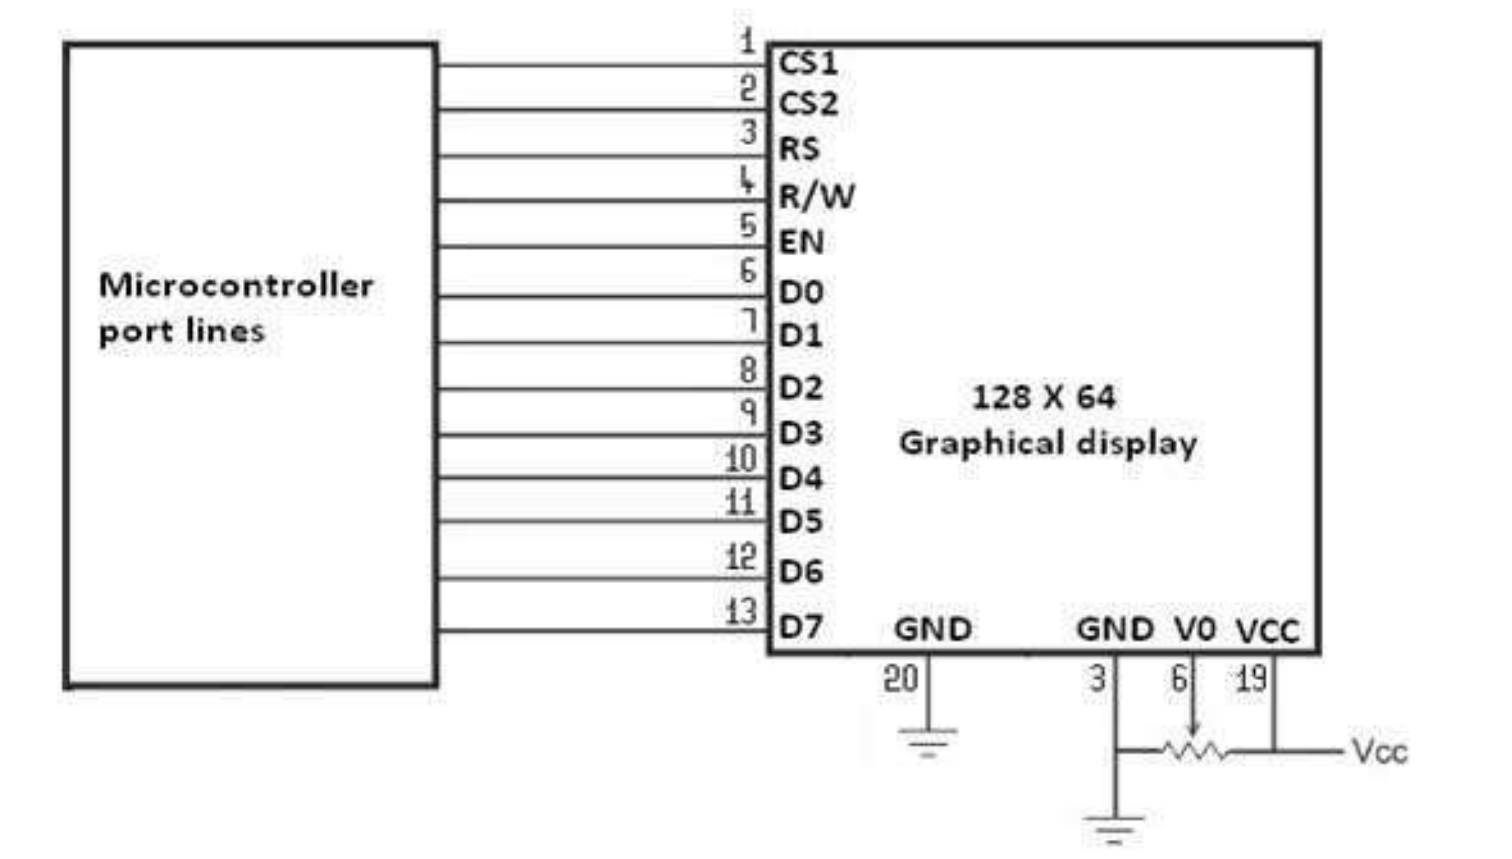 1
CS1
2
CS2
3
RS
4
R/W
5
EN
6
D0
7
D1
8
D2
9
D3
10
D4
11
D5
12
D6
13
D7
Microcontroller
port lines
128 X 64
Graphical display
GND GND V0 VCC
20 3 6 19
Vcc